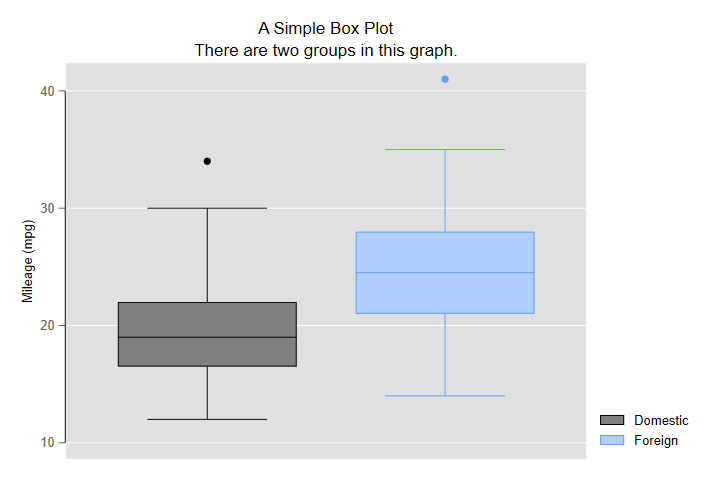 A Simple Box Plot
There are two groups in this graph.
40
30
20
10
Mileage (mpg)
Domestic
Foreign